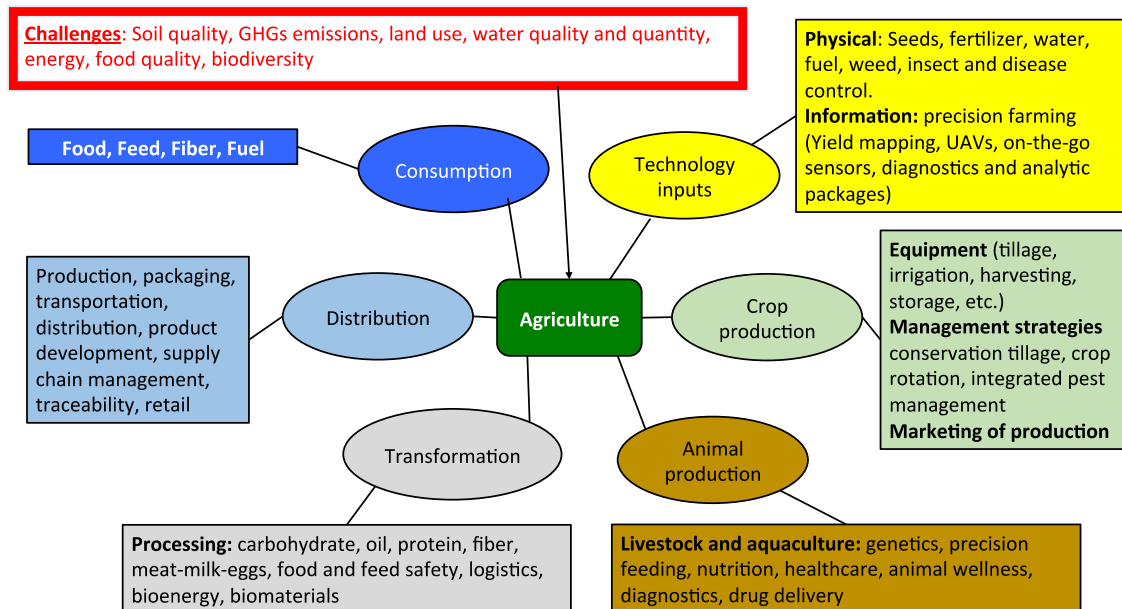 Challenges: Soil quality, GHGs emissions, land use, water quality and quantity,
energy, food quality, biodiversity
Physical: Seeds, fertilizer, water,
fuel, weed, insect and disease
control.
Information: precision farming
(Yield mapping, UAVs, on-the-go
sensors, diagnostics and analytic
packages)
Food, Feed, Fiber, Fuel
Consumption
Technology
inputs
Production, packaging,
transportation,
distribution, product
development, supply
chain management,
traceability, retail
Distribution
Agriculture
Crop
production
Equipment (tillage,
irrigation, harvesting,
storage, etc.)
Management strategies
conservation tillage, crop
rotation, integrated pest
management
Marketing of production
Transformation
Animal
production
Processing: carbohydrate, oil, protein, fiber,
meat-milk-eggs, food and feed safety, logistics,
bioenergy, biomaterials
Livestock and aquaculture: genetics, precision
feeding, nutrition, healthcare, animal wellness,
diagnostics, drug delivery